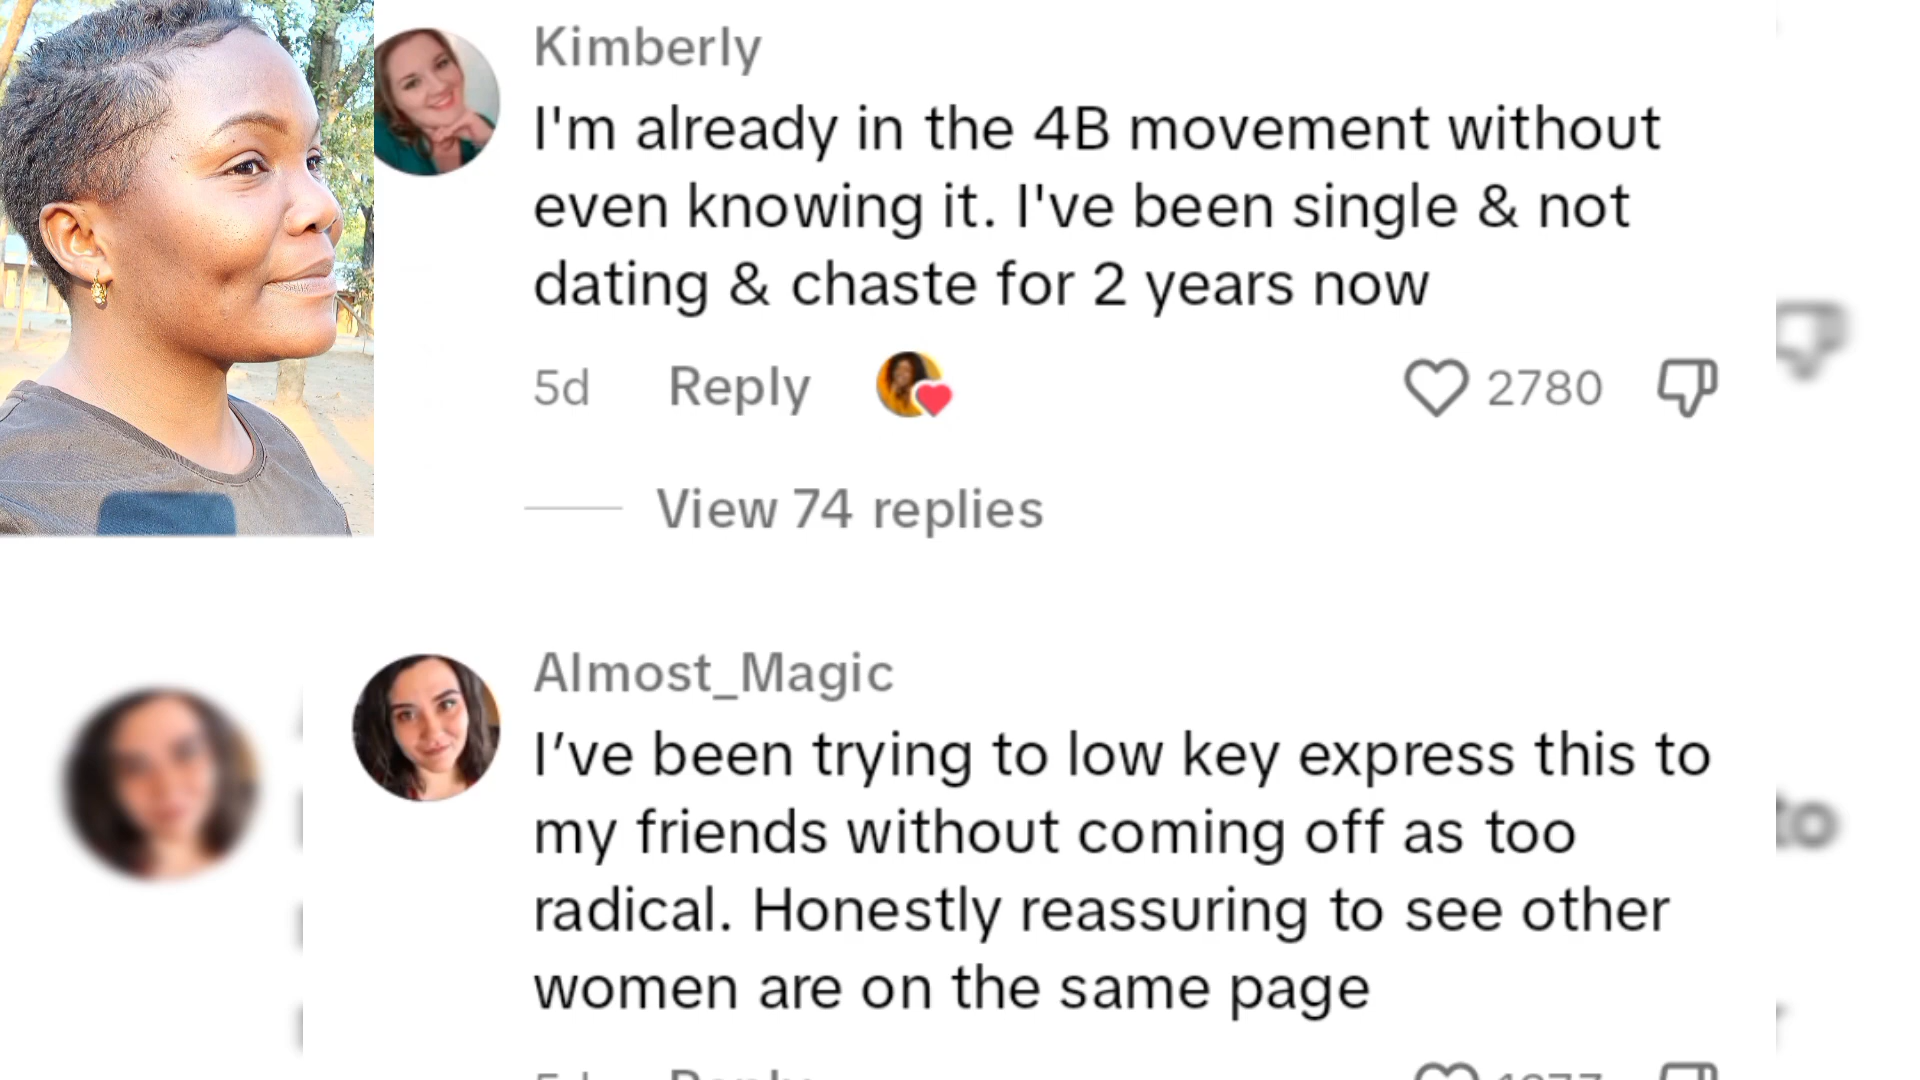 Kimberly
I'm already in the 4B movement without
even knowing it. I've been single & not
dating & chaste for 2 years now
5d Reply 2780
View 74 replies
Almost_Magic
I’ve been trying to low key express this to
my friends without coming off as too
radical. Honestly reassuring to see other
women are on the same page
to